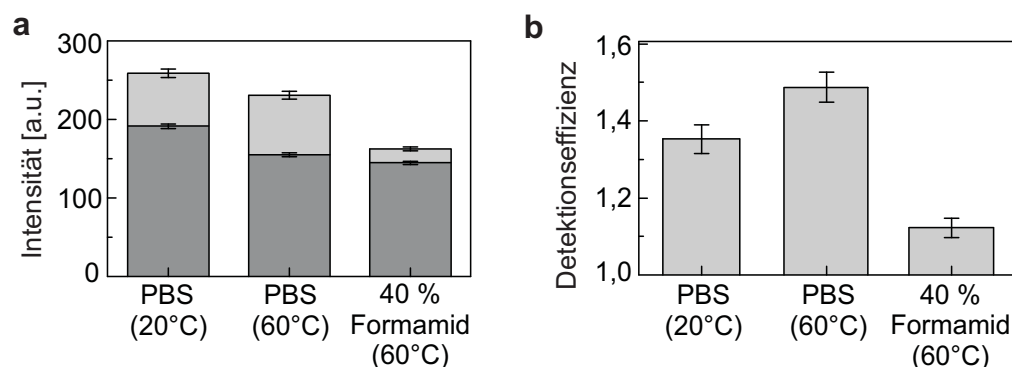 a
Intensität [a.u.]
300
200
100
0
PBS
(20°C)
PBS
(60°C)
40 %
Formamid
(60°C)
b
Detektionseffizienz
1,6
1,4
1,2
1,0
PBS
(20°C)
PBS
(60°C)
40 %
Formamid
(60°C)